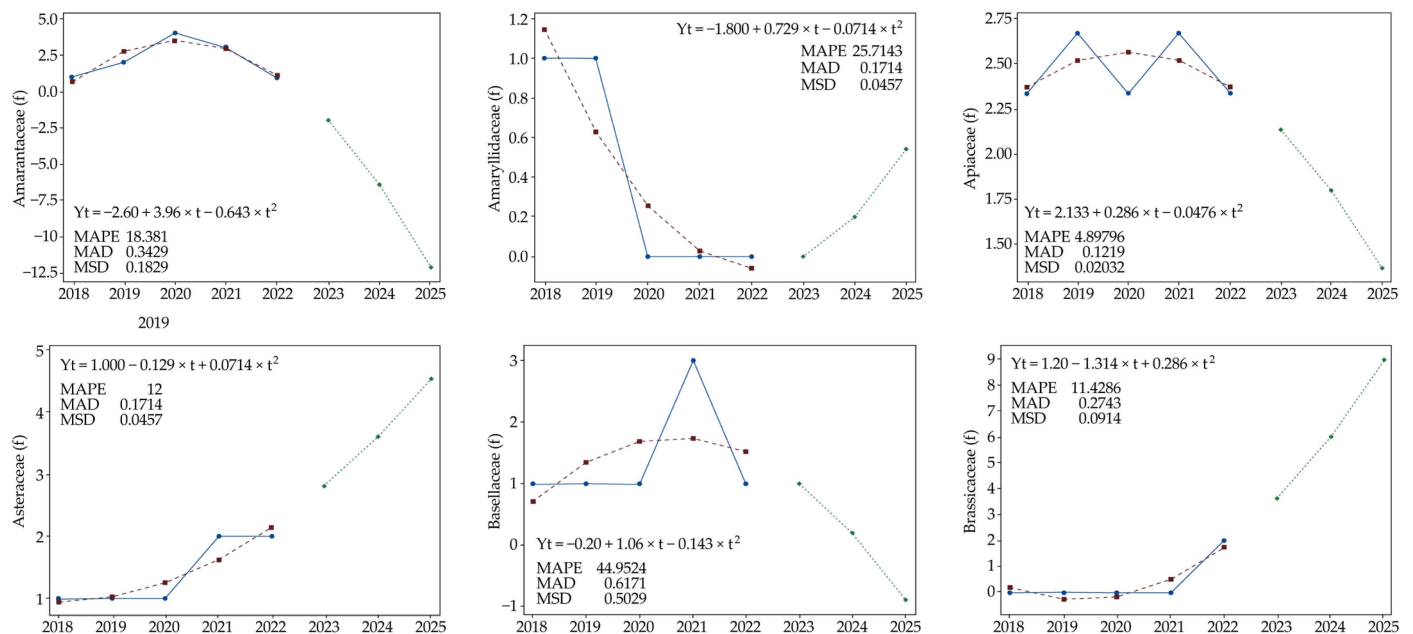 5.0
2.5
0.0
−2.5
−5.0
−7.5
−10
−12.5
Amarantaceae (f)
Yt = −2.60 + 3.96 × t − 0.643 × t²
MAPE 18.381
MAD 0.3429
MSD 0.1829
2018 2019 2020 2021 2022 2023 2024 2025
2019
1.2
1.0
0.8
0.6
0.4
0.2
0.0
Amaryllidaceae (f)
Yt = −1.800 + 0.729 × t − 0.0714 × t²
MAPE 25.7143
MAD 0.1714
MSD 0.0457
2018 2019 2020 2021 2022 2023 2024 2025
2.75
2.50
2.25
2.00
1.75
1.50
Apiaceae (f)
Yt = 2.133 + 0.286 × t − 0.0476 × t²
MAPE 4.89796
MAD 0.1219
MSD 0.02032
2018 2019 2020 2021 2022 2023 2024 2025
5
4
3
2
1
Asteraceae (f)
Yt = 1.000 − 0.129 × t + 0.0714 × t²
MAPE 12
MAD 0.1714
MSD 0.0457
2018 2019 2020 2021 2022 2023 2024 2025
3
2
1
0
−1
Basellaceae (f)
Yt = −0.20 + 1.06 × t − 0.143 × t²
MAPE 44.9524
MAD 0.6171
MSD 0.5029
2018 2019 2020 2021 2022 2023 2024 2025
9
8
7
6
5
4
3
2
1
0
Brassicaceae (f)
Yt = 1.20 − 1.314 × t + 0.286 × t²
MAPE 11.4286
MAD 0.2743
MSD 0.0914
2018 2019 2020 2021 2022 2023 2024 2025